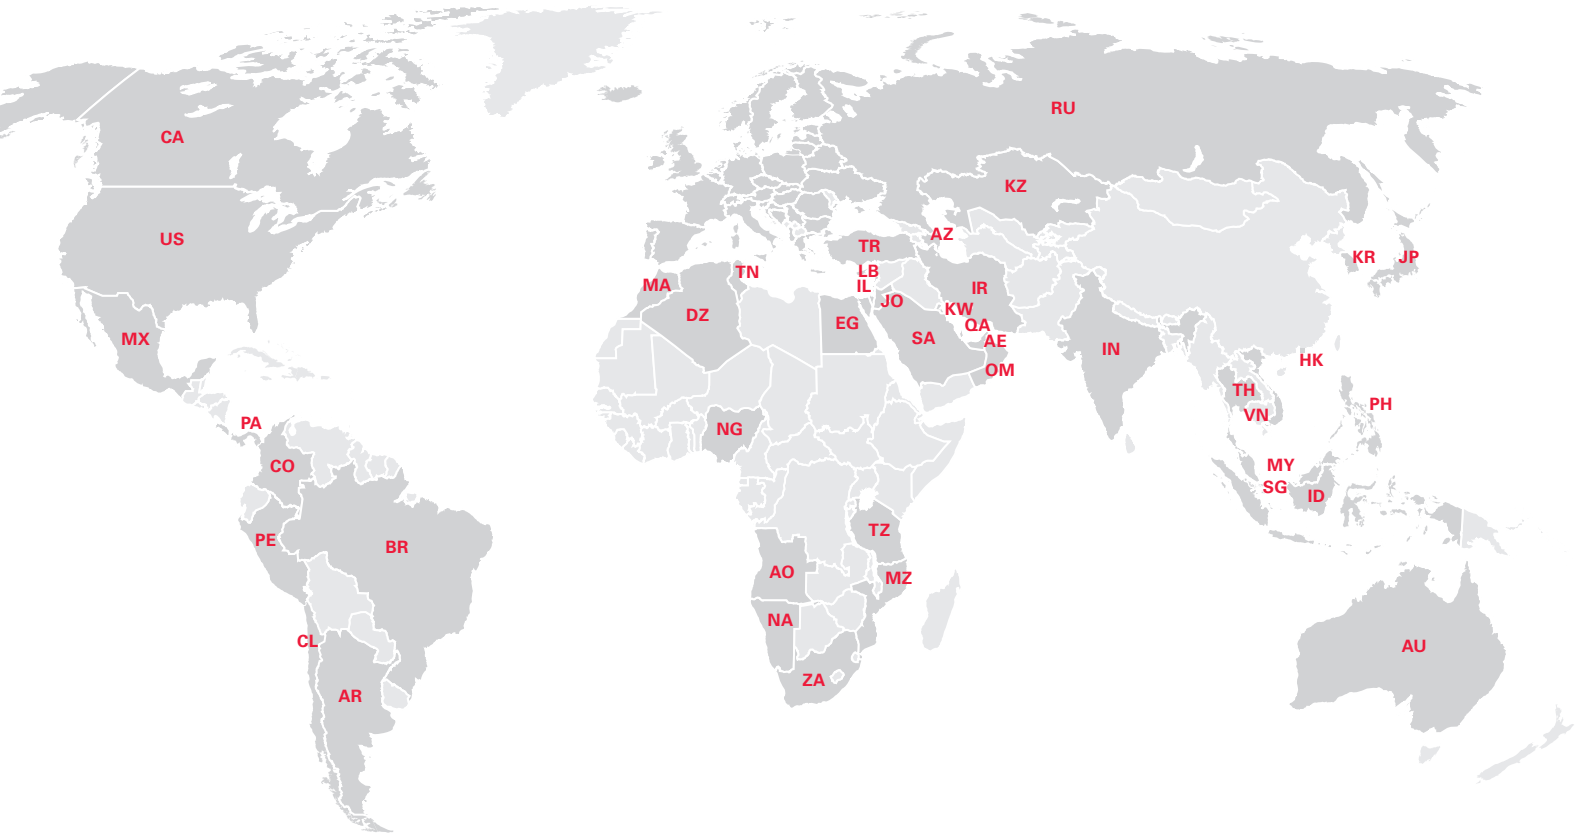 RU
CA
KZ
US
AZ
TR
KR
JP
LB
TN
MA
IL
IR
JO
KW
DZ
EG
QA
SA
AE
MX
IN
HK
OM
TH
PH
VN
PA
NG
CO
MY
SG
ID
TZ
PE
BR
AO
MZ
NA
CL
AU
ZA
AR